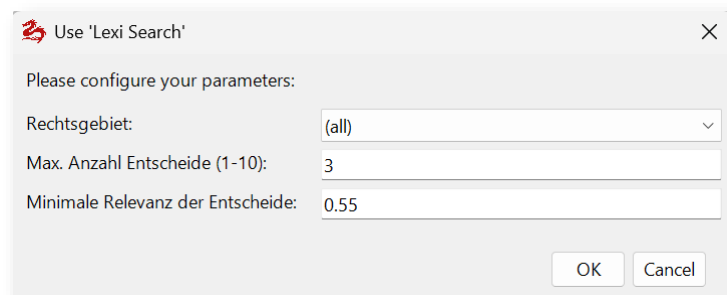 Use 'Lexi Search'
Please configure your parameters:
Rechtsgebiet: (all)
Max. Anzahl Entscheide (1-10): 3
Minimale Relevanz der Entscheide: 0.55
OK Cancel